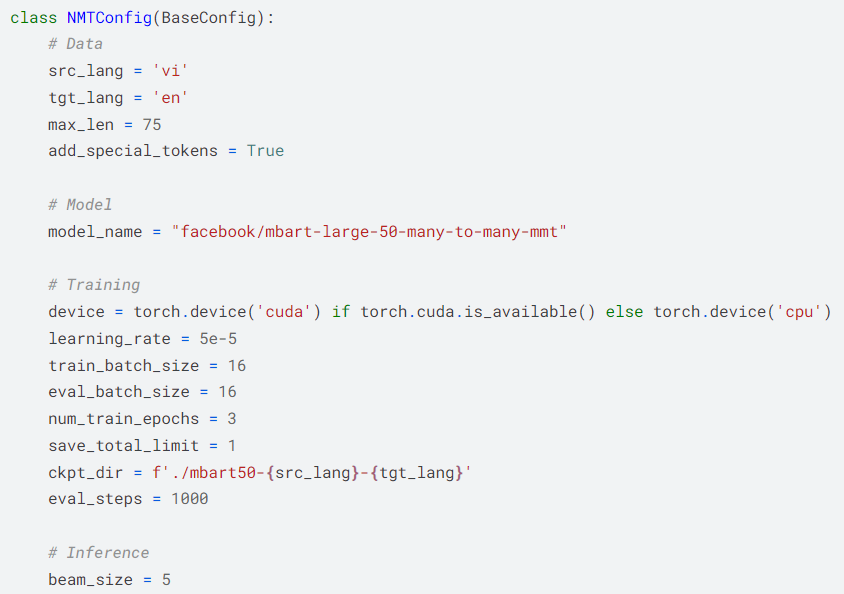 class NMTConfig(BaseConfig):
    # Data
    src_lang = 'vi'
    tgt_lang = 'en'
    max_len = 75
    add_special_tokens = True

    # Model
    model_name = "facebook/mbart-large-50-many-to-many-mmt"

    # Training
    device = torch.device('cuda') if torch.cuda.is_available() else torch.device('cpu')
    learning_rate = 5e-5
    train_batch_size = 16
    eval_batch_size = 16
    num_train_epochs = 3
    save_total_limit = 1
    ckpt_dir = f'./mbart50-{src_lang}-{tgt_lang}'
    eval_steps = 1000

    # Inference
    beam_size = 5